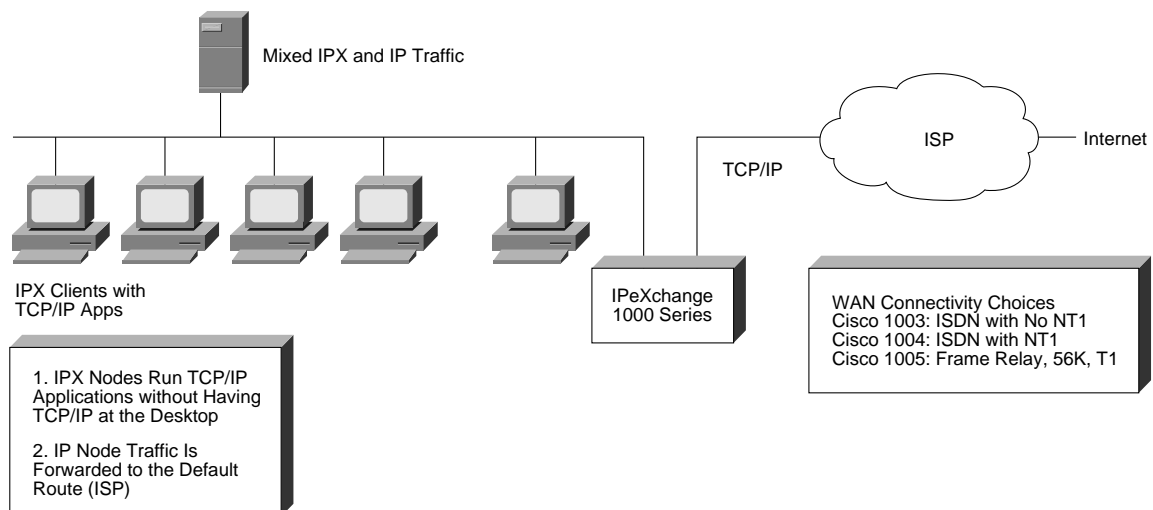 Mixed IPX and IP Traffic
ISP
Internet
TCP/IP
IPX Clients with
TCP/IP Apps
IPeXchange
1000 Series
WAN Connectivity Choices
Cisco 1003: ISDN with No NT1
Cisco 1004: ISDN with NT1
Cisco 1005: Frame Relay, 56K, T1
1. IPX Nodes Run TCP/IP
Applications without Having
TCP/IP at the Desktop
2. IP Node Traffic Is
Forwarded to the Default
Route (ISP)